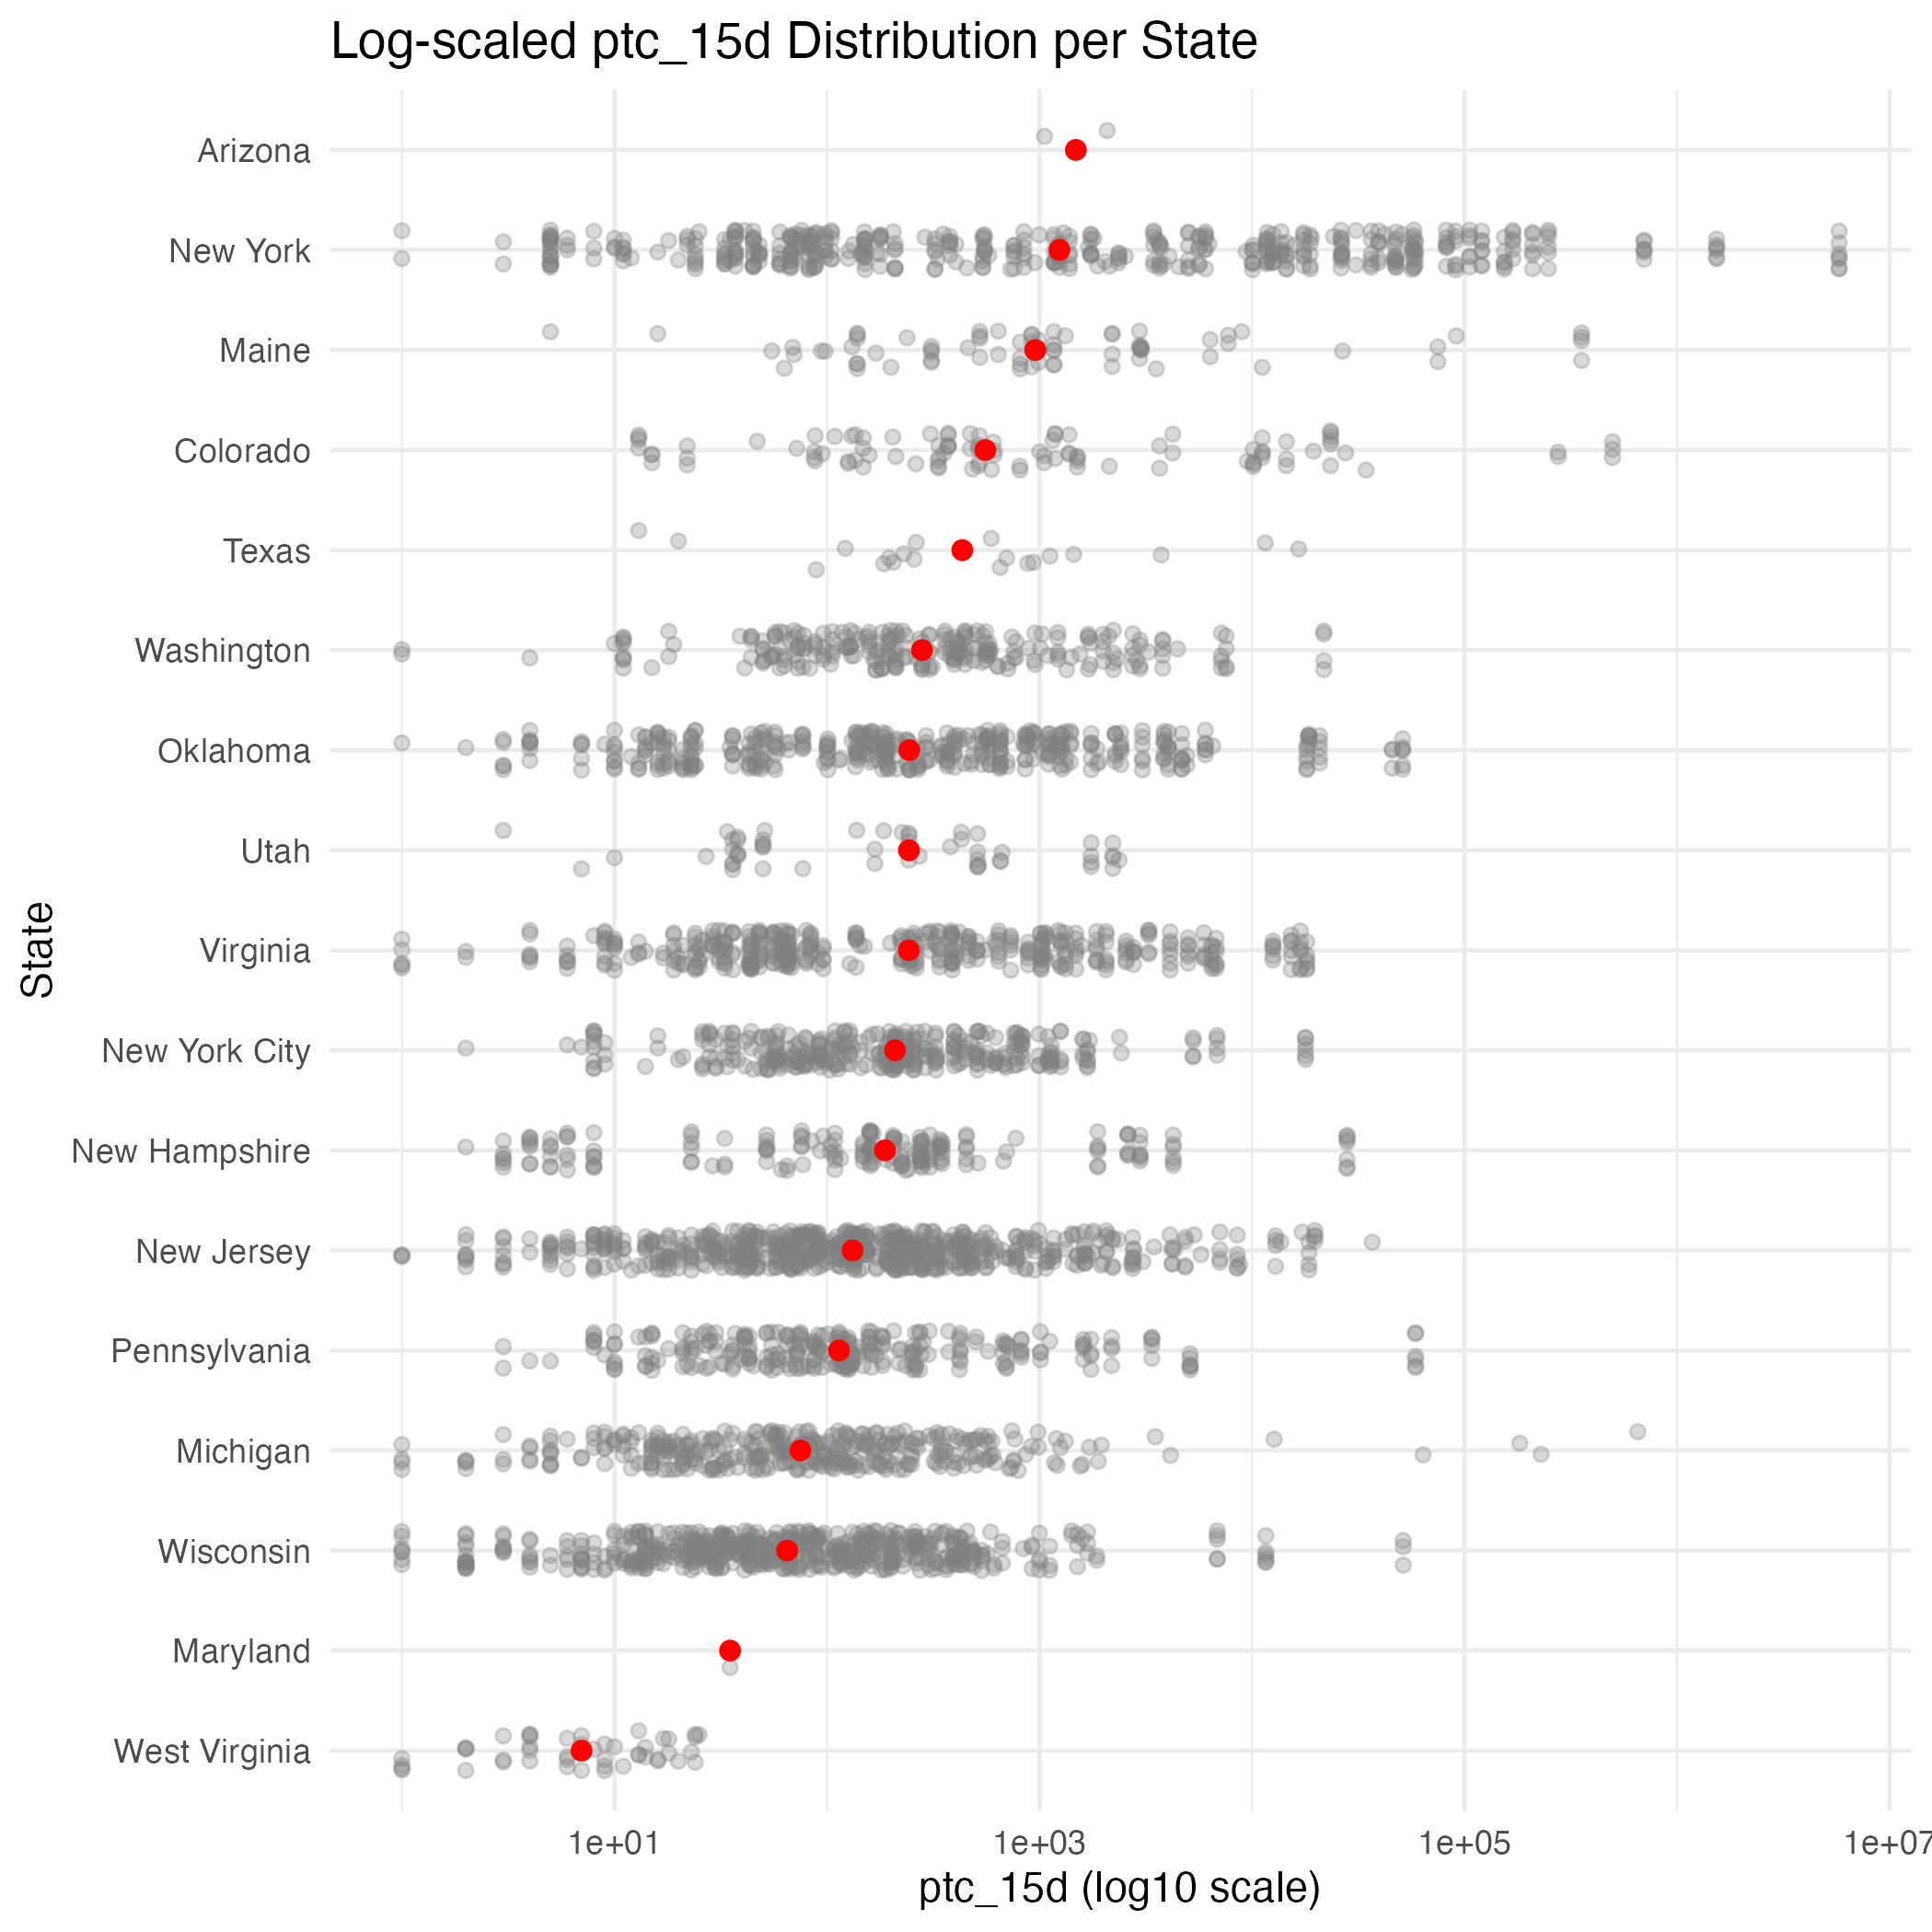 Log-scaled ptc_15d Distribution per State
Arizona
New York
Maine
Colorado
Texas
Washington
Oklahoma
Utah
Virginia
New York City
New Hampshire
New Jersey
Pennsylvania
Michigan
Wisconsin
Maryland
West Virginia
State
1e+01 1e+03 1e+05 1e+07
ptc_15d (log10 scale)